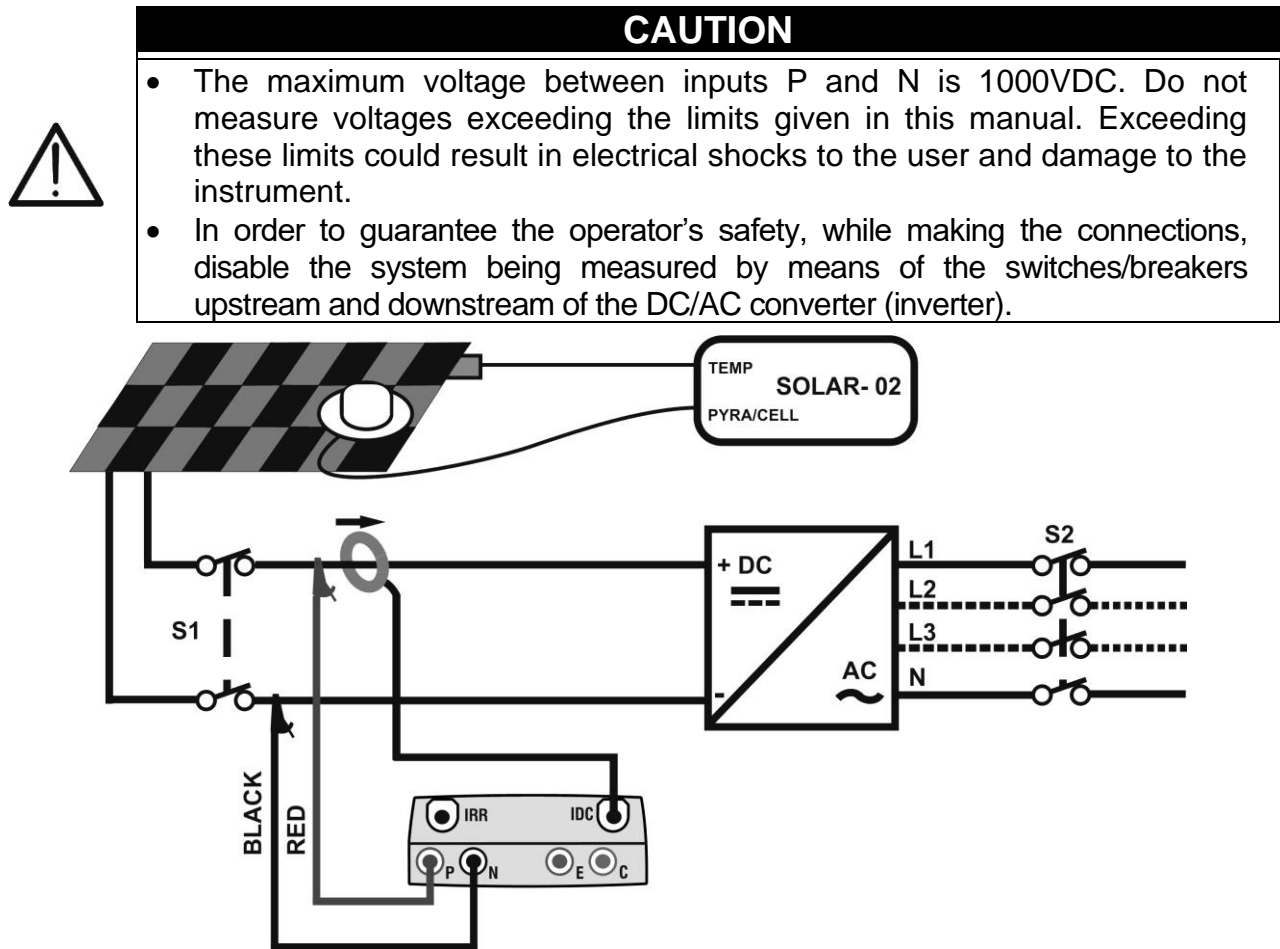 CAUTION
• The maximum voltage between inputs P and N is 1000VDC. Do not
measure voltages exceeding the limits given in this manual. Exceeding
these limits could result in electrical shocks to the user and damage to the
instrument.
• In order to guarantee the operator’s safety, while making the connections,
disable the system being measured by means of the switches/breakers
upstream and downstream of the DC/AC converter (inverter).
TEMP
SOLAR- 02
PYRA/CELL
S1
+ DC
-
AC
L1
L2
L3
N
S2
BLACK
RED
IRR
IDC
P
N
E
C